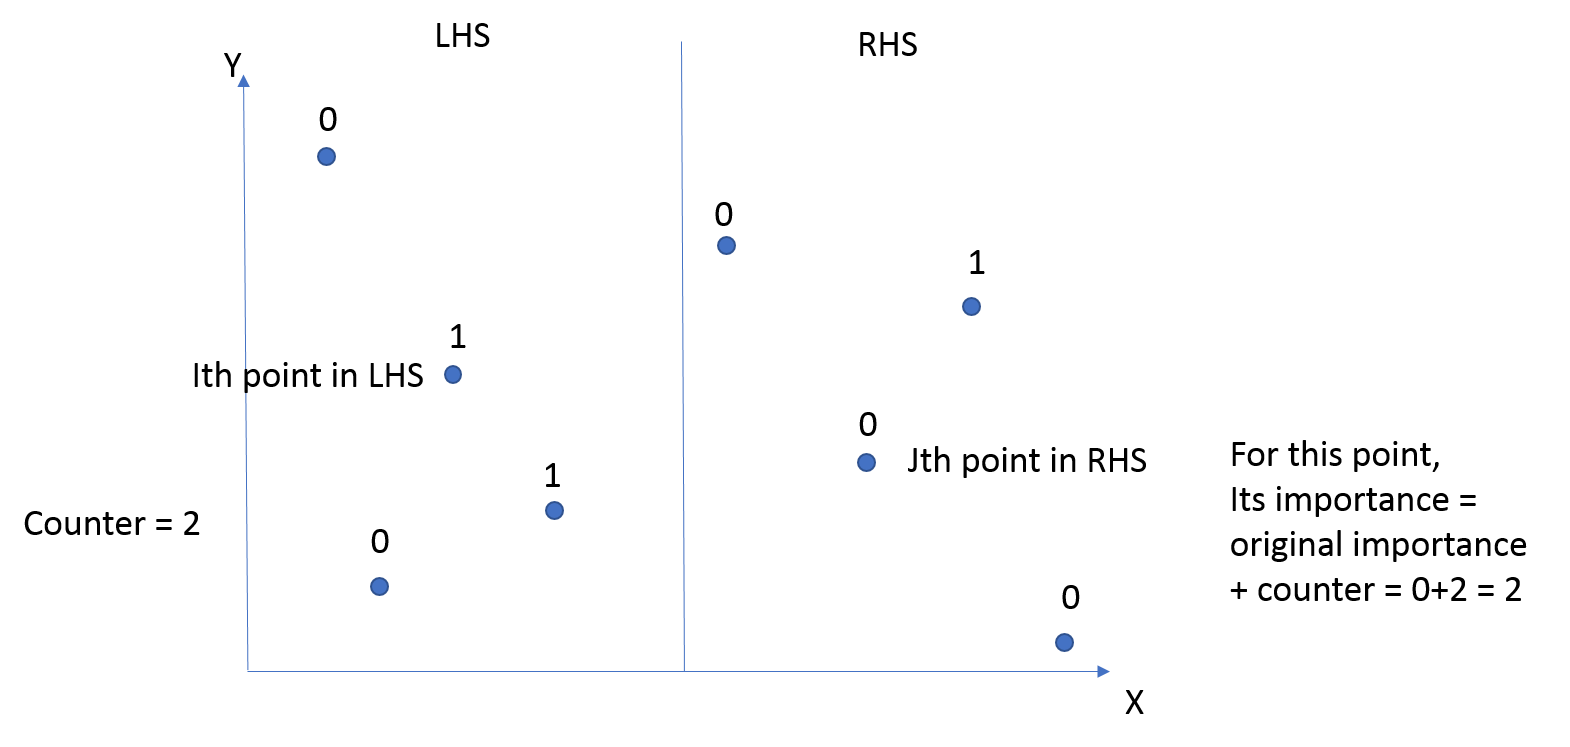 LHS
RHS
Y
0
0
1
1
Ith point in LHS
0
Jth point in RHS
For this point,
Its importance =
original importance
+ counter = 0+2 = 2
1
Counter = 2
0
0
X